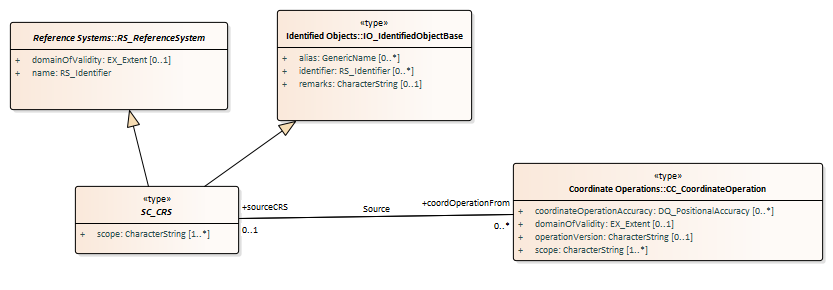 Reference Systems::RS_ReferenceSystem
+ domainOfValidity: EX_Extent [0..1]
+ name: RS_Identifier
«type»
Identified Objects::IO_IdentifiedObjectBase
+ alias: GenericName [0..*]
+ identifier: RS_Identifier [0..*]
+ remarks: CharacterString [0..1]
«type»
SC_CRS
+ scope: CharacterString [1..*]
+sourceCRS
0..1
Source
+coordOperationFrom
0..*
«type»
Coordinate Operations::CC_CoordinateOperation
+ coordinateOperationAccuracy: DQ_PositionalAccuracy [0..*]
+ domainOfValidity: EX_Extent [0..1]
+ operationVersion: CharacterString [0..1]
+ scope: CharacterString [1..*]